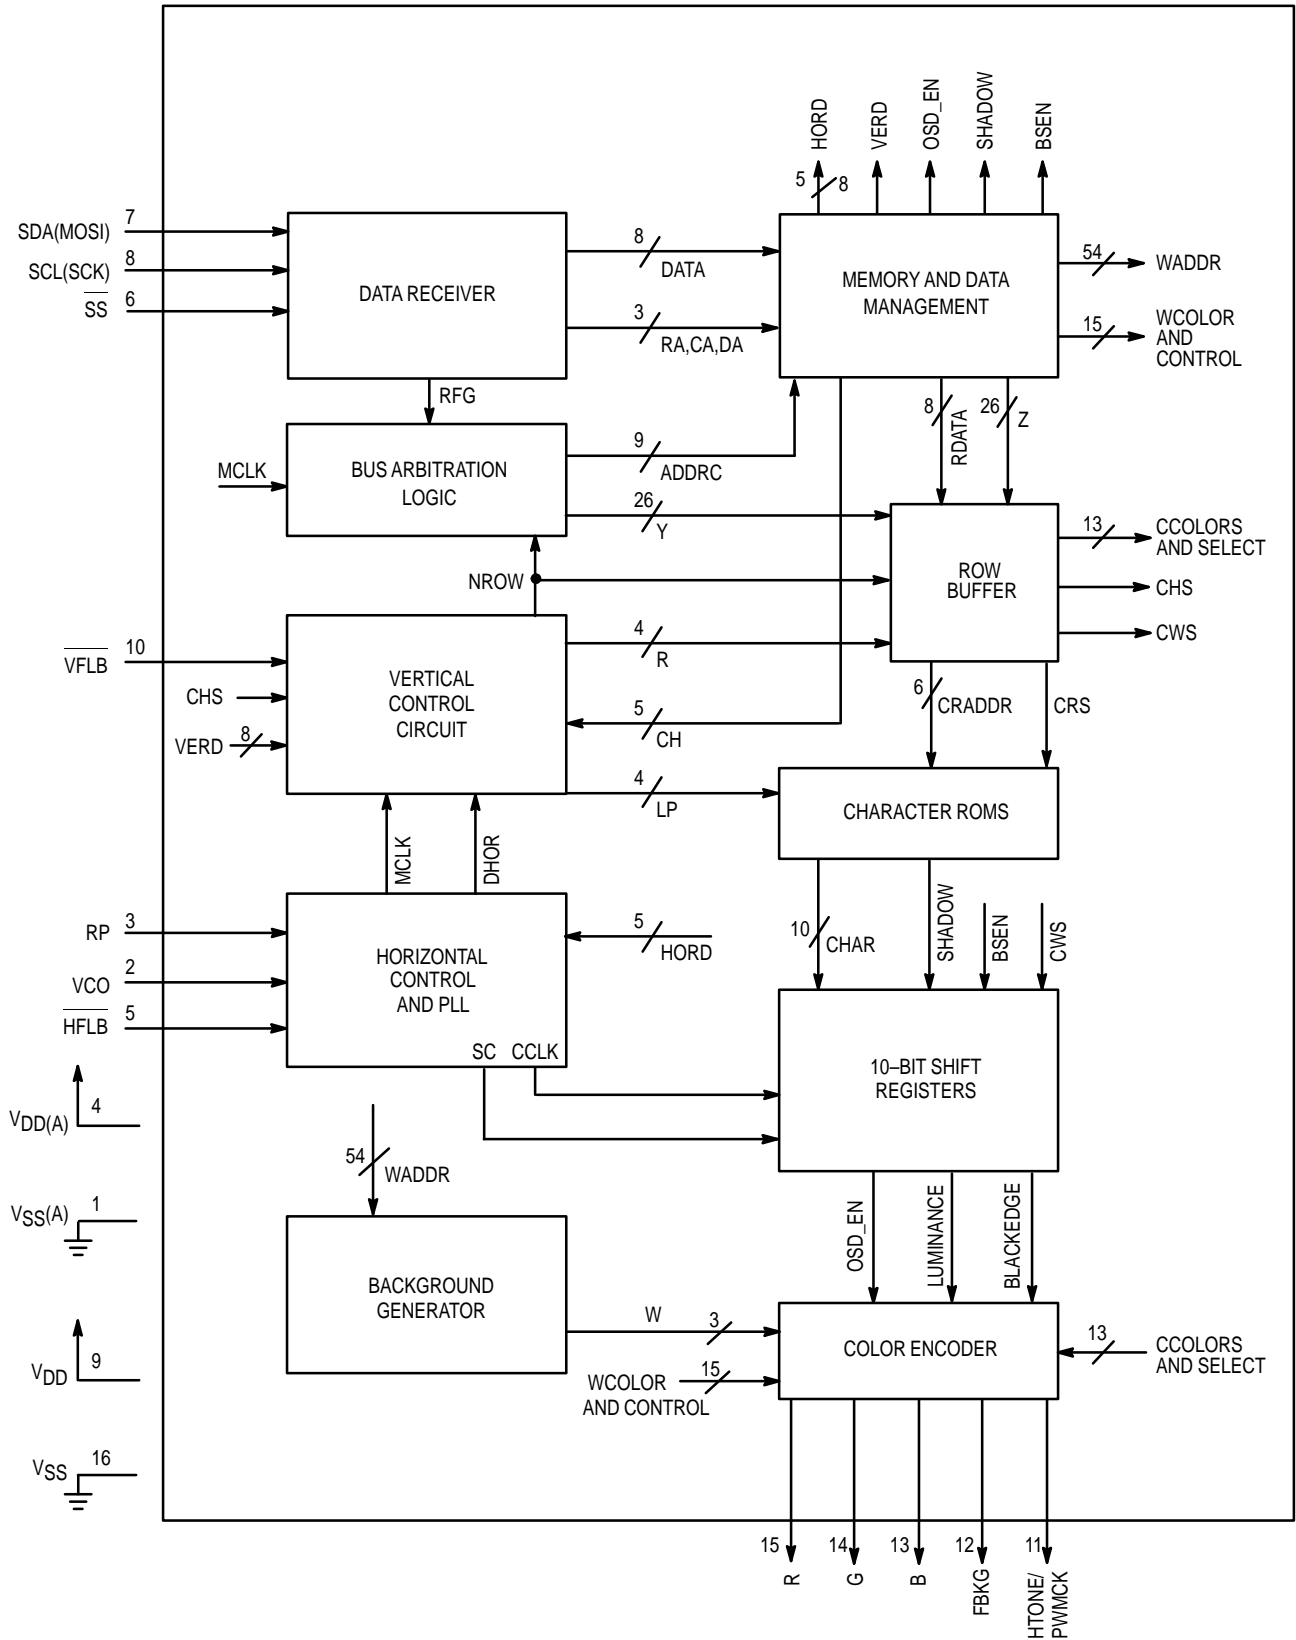 HORD
VERD
OSD_EN
SHADOW
BSEN
5
8
SDA(MOSI)
7
SCL(SCK)
8
SS
6
DATA RECEIVER
8
DATA
3
RA,CA,DA
MEMORY AND DATA
MANAGEMENT
54
WADDR
15
WCOLOR
AND
CONTROL
RFG
8
RDATA
26
Z
MCLK
BUS ARBITRATION
LOGIC
9
ADDRC
26
Y
NROW
ROW
BUFFER
13
CCOLORS
AND SELECT
CHS
CWS
VFLB
10
CHS
VERD
8
VERTICAL
CONTROL
CIRCUIT
4
R
5
CH
4
LP
6
CRADDR
CRS
CHARACTER ROMS
MCLK
DHOR
RP
3
VCO
2
HFLB
5
HORIZONTAL
CONTROL
AND PLL
SC
CCLK
5
HORD
10
CHAR
SHADOW
BSEN
CWS
10–BIT SHIFT
REGISTERS
VDD(A)
4
54
WADDR
VSS(A)
1
OSD_EN
LUMINANCE
BLACKEDGE
BACKGROUND
GENERATOR
W
3
COLOR ENCODER
13
CCOLORS
AND SELECT
WCOLOR
AND CONTROL
15
VDD
9
VSS
16
15
14
13
12
11
R
G
B
FBKG
HTONE/
PWMCK